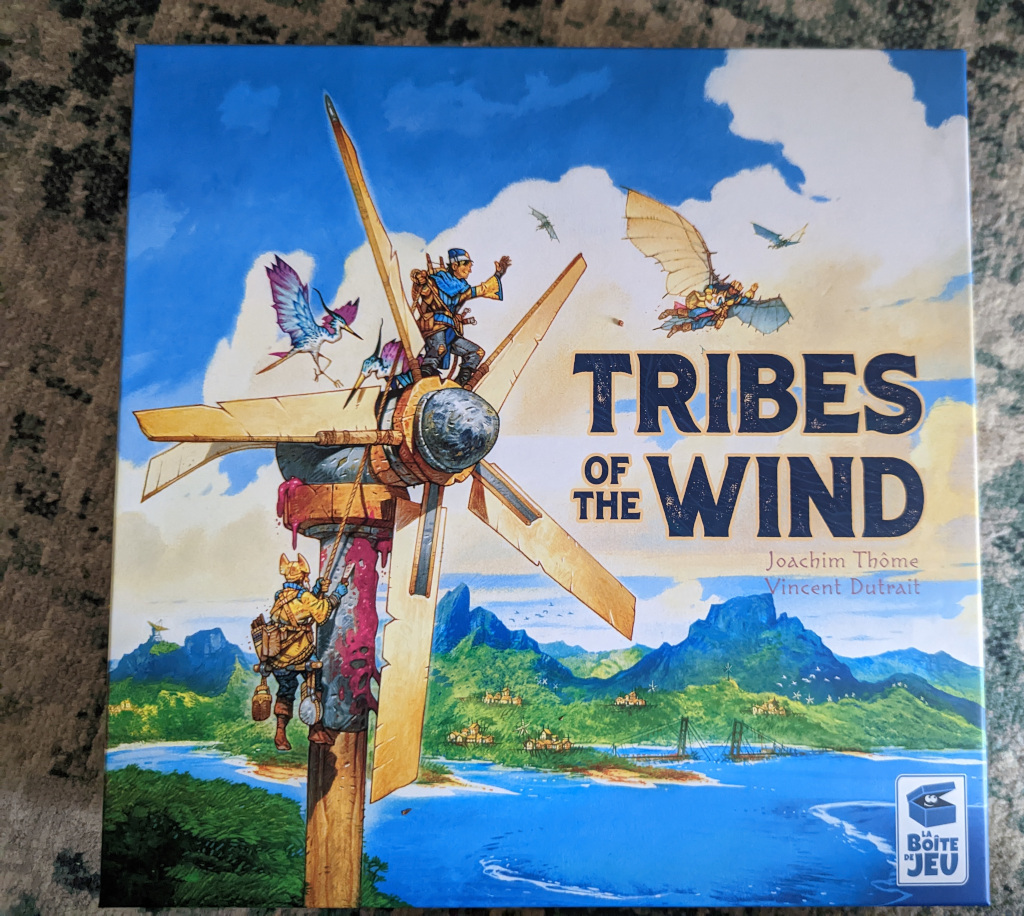 TRIBES
OF THE WIND
Joachim Thôme
Vincent Dutrait
LA
BOÎTE
DE JEU